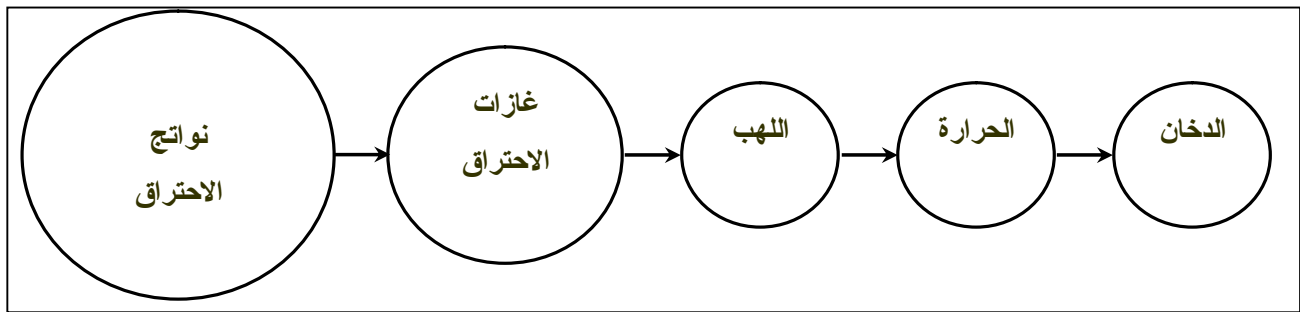 نواتج
الاحتراق
غازات
الاحتراق
اللهب
الحرارة
الدخان